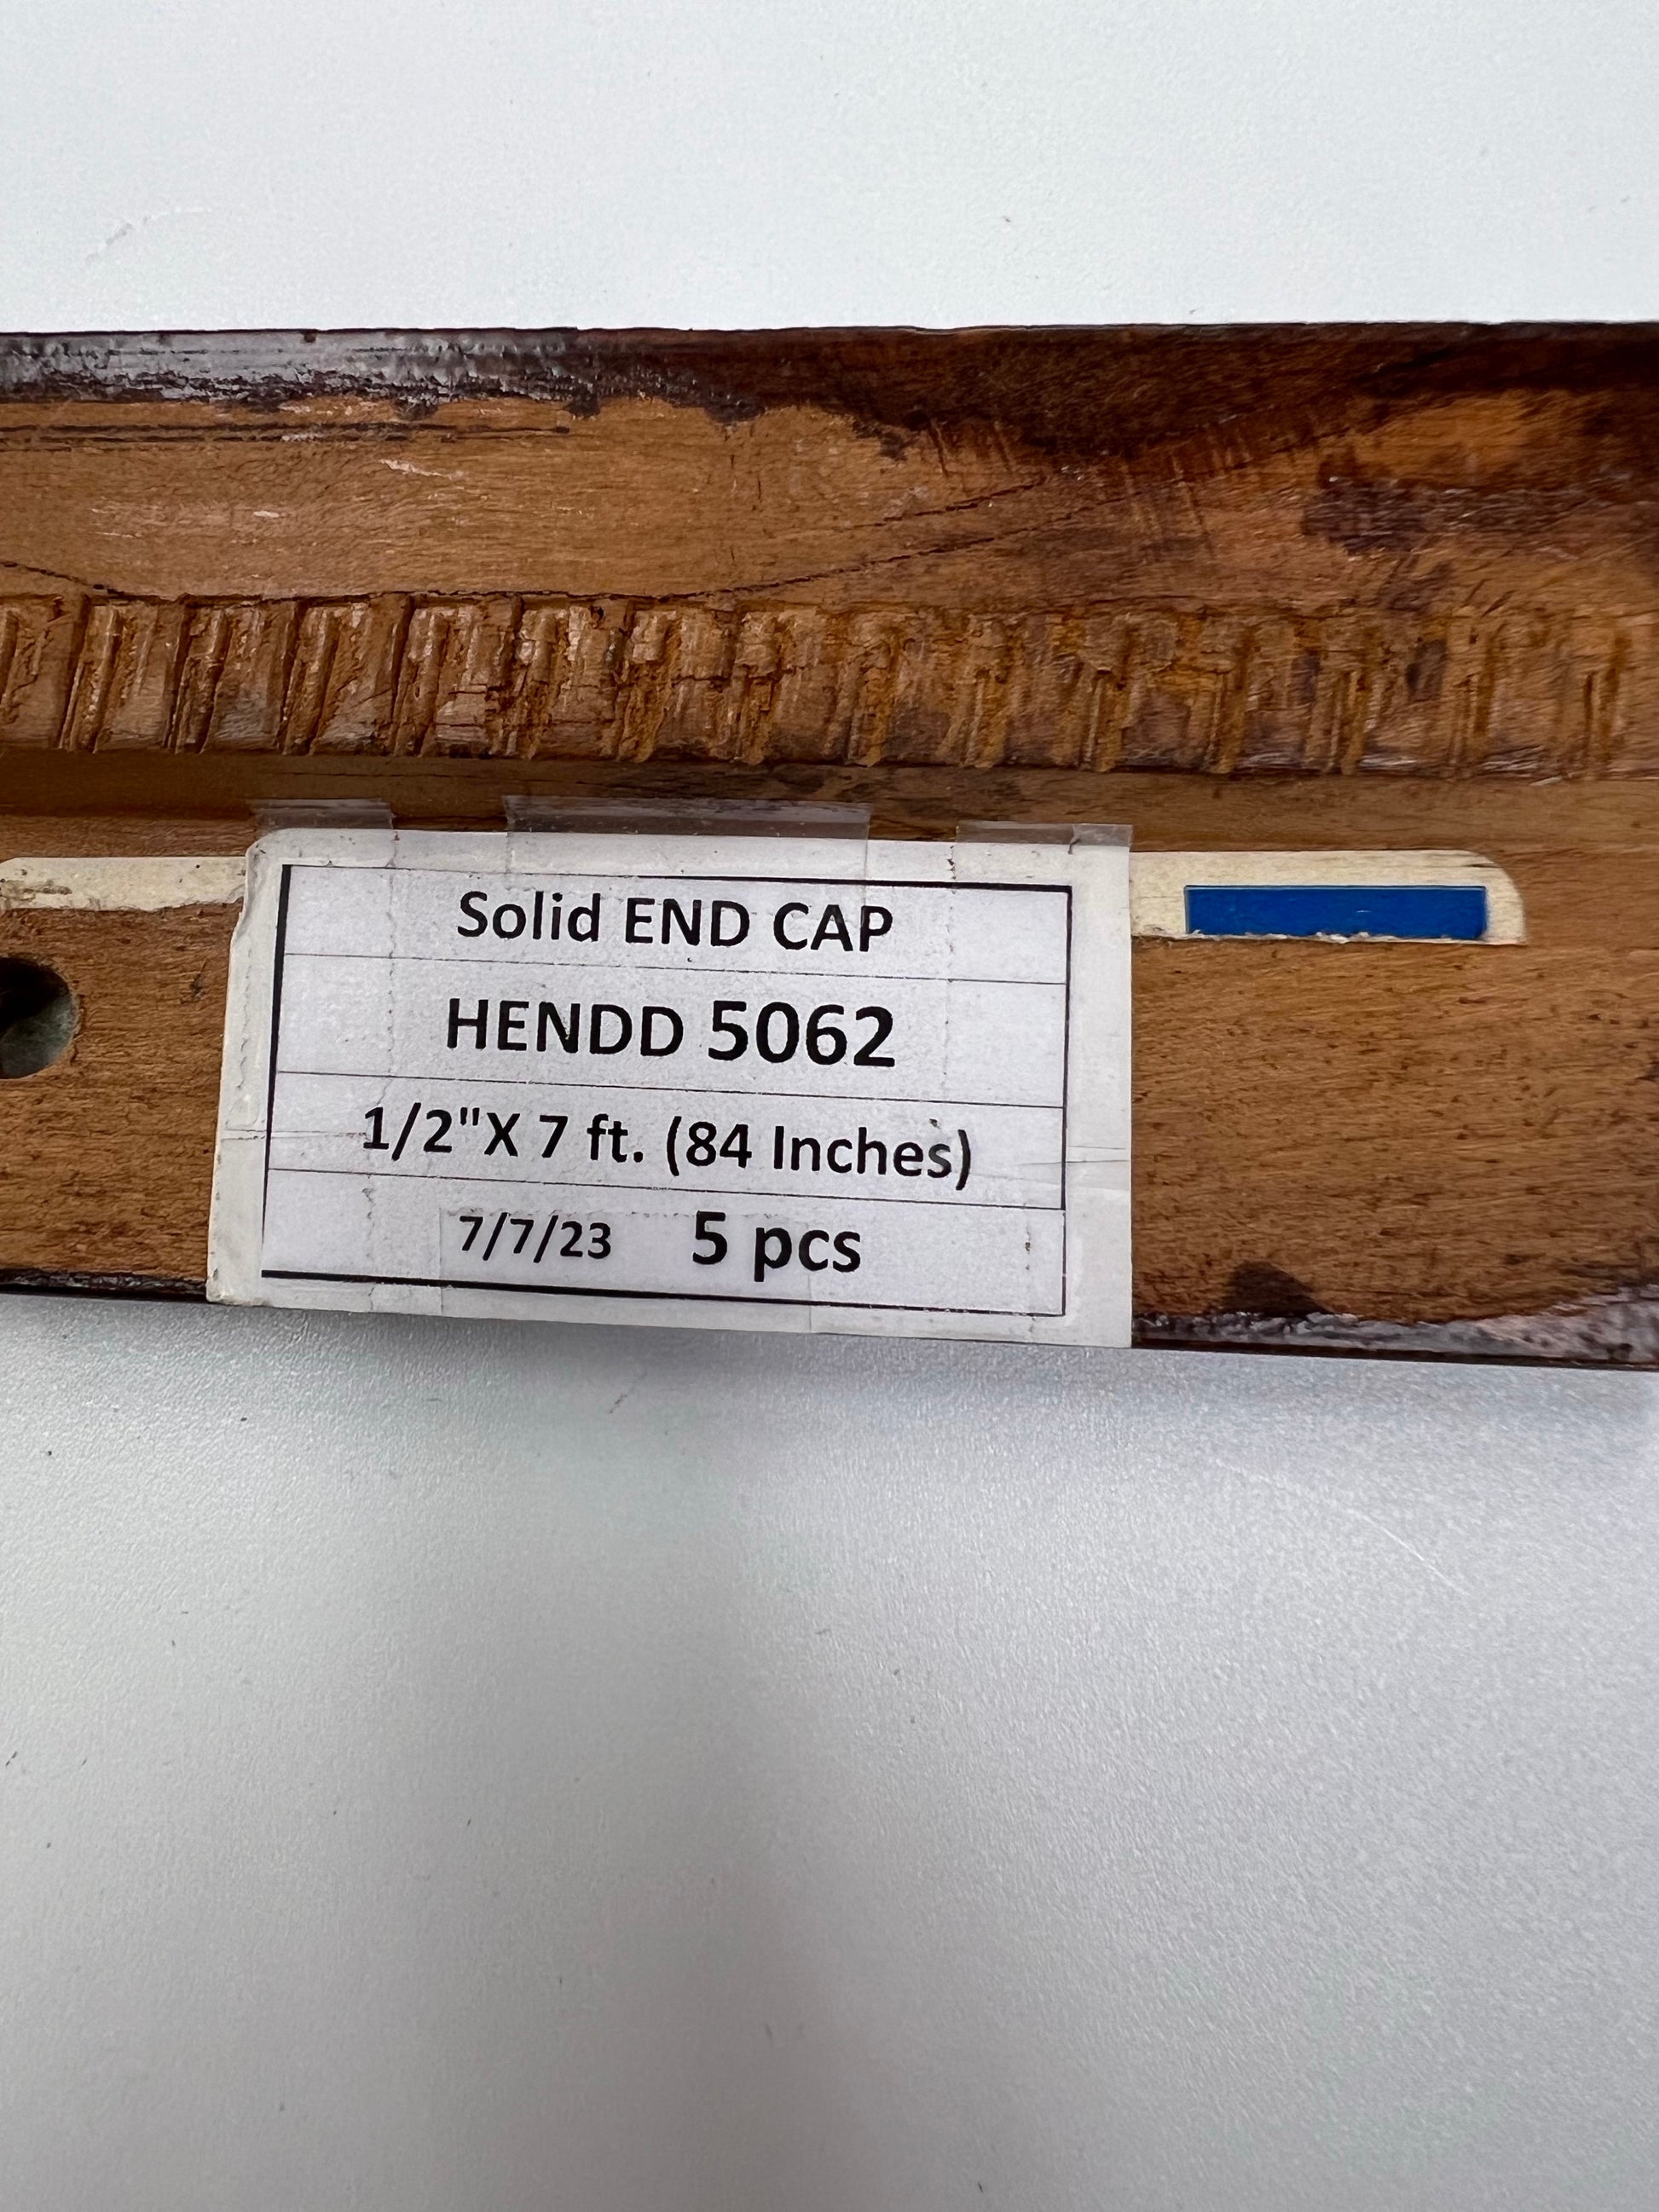 Solid END CAP
HENDD 5062
1/2"X 7 ft. (84 Inches)
7/7/23 5 pcs